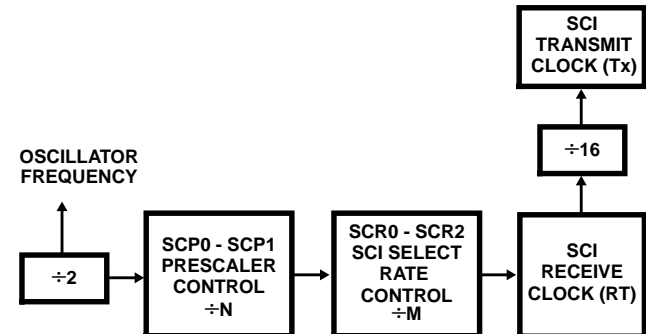 SCI
TRANSMIT
CLOCK (Tx)
÷16
OSCILLATOR
FREQUENCY
÷2
SCP0 - SCP1
PRESCALER
CONTROL
÷N
SCR0 - SCR2
SCI SELECT
RATE
CONTROL
÷M
SCI
RECEIVE
CLOCK (RT)